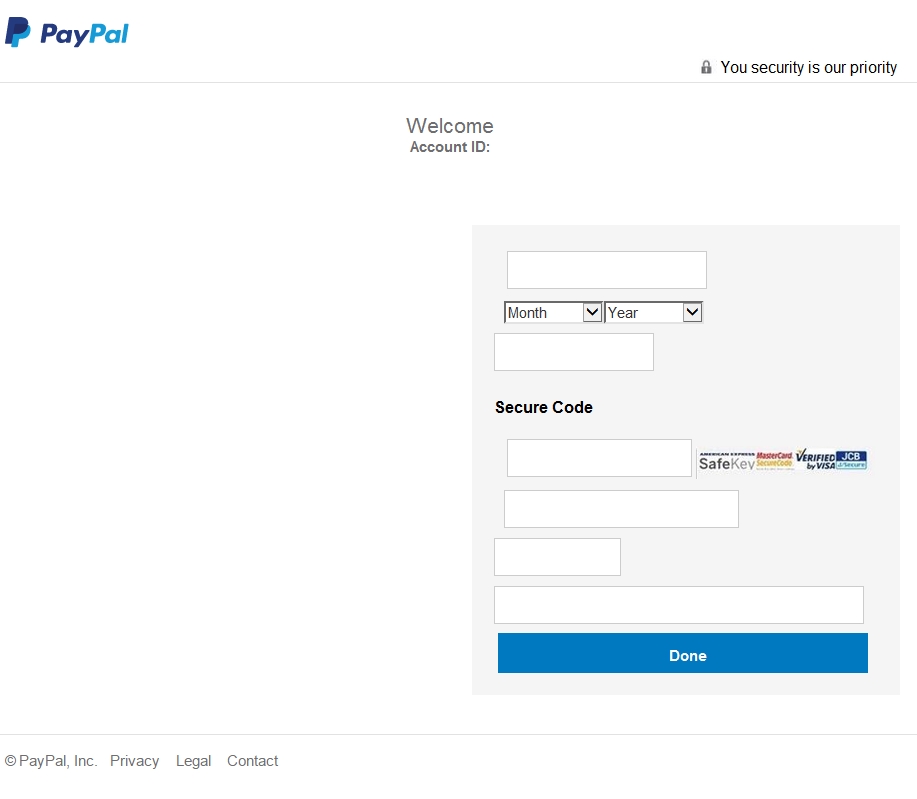 PayPal
You security is our priority
Welcome
Account ID:
Month Year
Secure Code
AMERICAN EXPRESS SafeKey MasterCard. SecureCode. VERIFIED by VISA JCB J/Secure
Done
© PayPal, Inc. Privacy Legal Contact